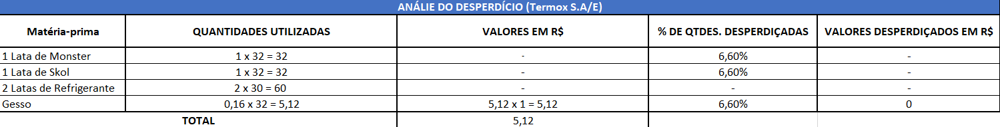 ANÁLIE DO DESPERDÍCIO (Termox S.A/E)
Matéria-prima QUANTIDADES UTILIZADAS VALORES EM R$ % DE QTDES. DESPERDIÇADAS VALORES DESPERDIÇADOS EM R$
1 Lata de Monster 1 x 32 = 32 - 6,60% -
1 Lata de Skol 1 x 32 = 32 - 6,60% -
2 Latas de Refrigerante 2 x 30 = 60 - - -
Gesso 0,16 x 32 = 5,12 5,12 x 1 = 5,12 6,60% 0
TOTAL 5,12